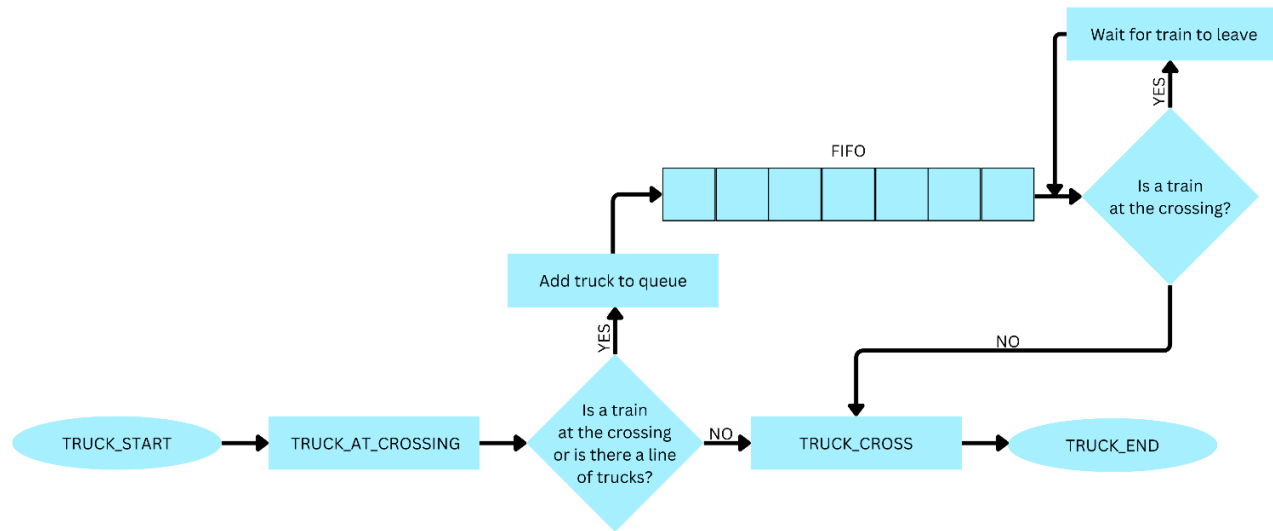 Wait for train to leave
YES
FIFO
Is a train
at the crossing?
Add truck to queue
YES
NO
Is a train
at the crossing
or is there a line
of trucks?
TRUCK_START
TRUCK_AT_CROSSING
NO
TRUCK_CROSS
TRUCK_END